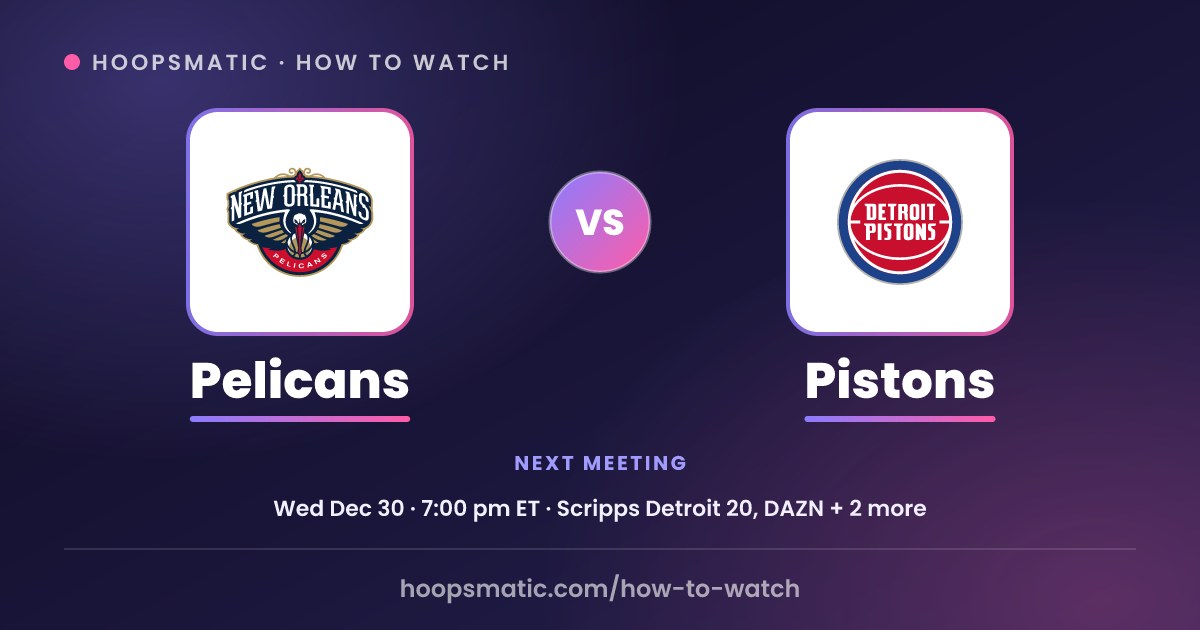 HOOPSMATIC · HOW TO WATCH
NEW ORLEANS
PELICANS
VS
DETROIT
PISTONS
Pelicans
Pistons
NEXT MEETING
Wed Dec 30 · 7:00 pm ET · Scripps Detroit 20, DAZN + 2 more
hoopsmatic.com/how-to-watch